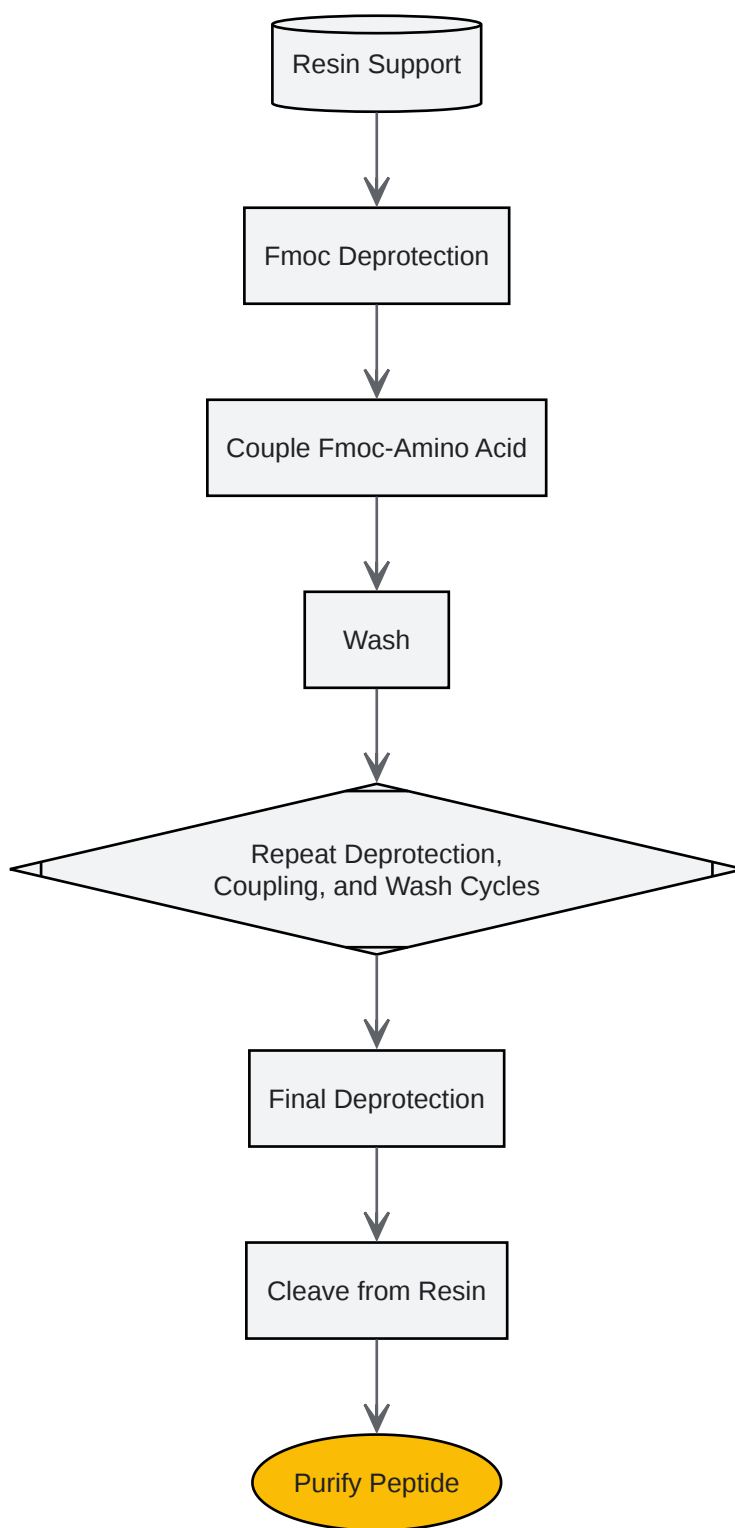 Resin Support
Fmoc Deprotection
Couple Fmoc-Amino Acid
Wash
Repeat Deprotection,
Coupling, and Wash Cycles
Final Deprotection
Cleave from Resin
Purify Peptide